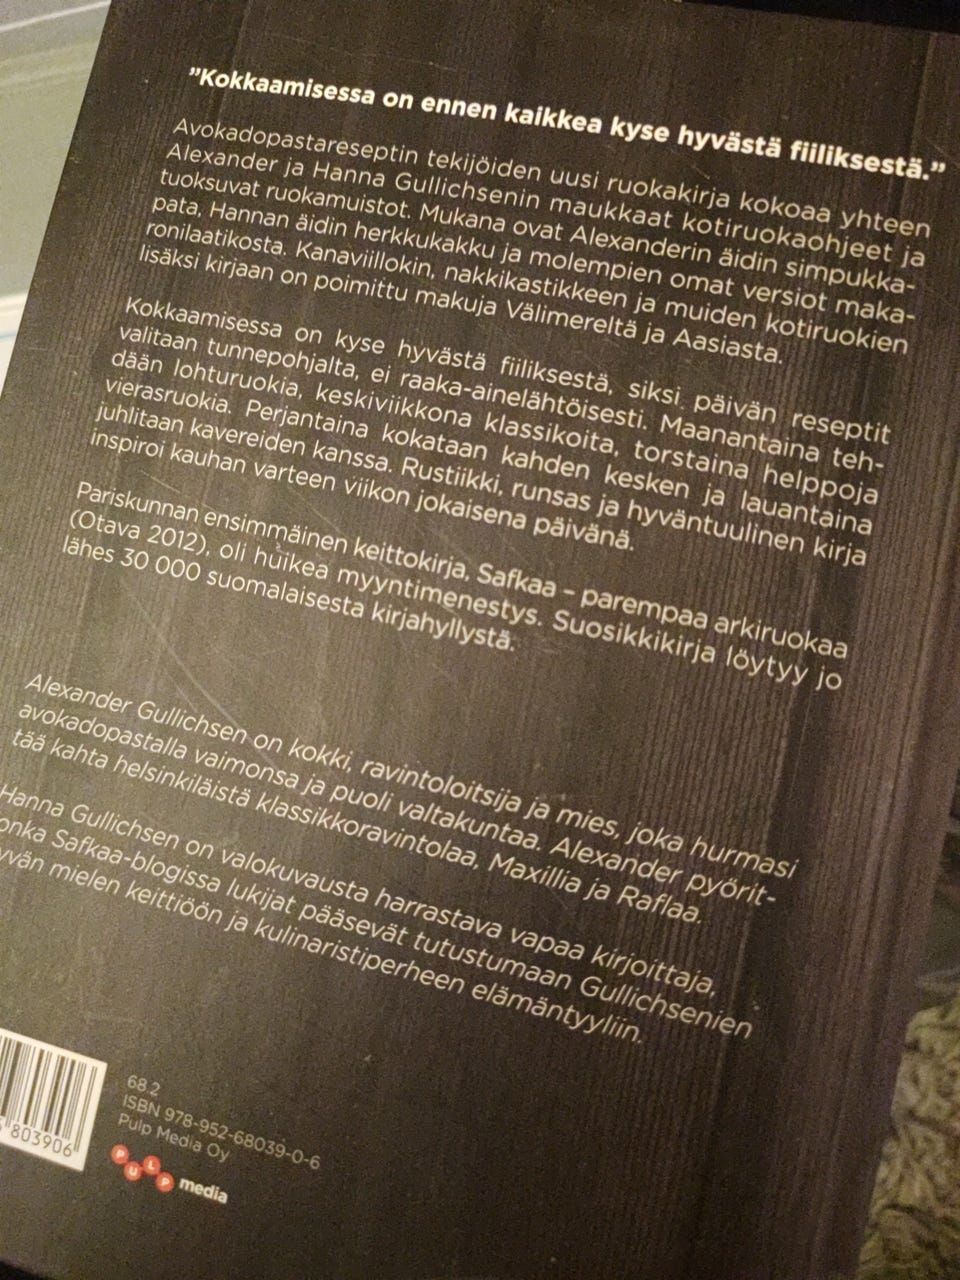 ”Kokkaamisessa on ennen kaikkea kyse hyvästä fiiliksestä.”
Avokadopastareseptin tekijöiden uusi ruokakirja kokoaa yhteen
Alexander ja Hanna Gullichsenin maukkaat kotiruokaohjeet ja
tuoksuvat ruokamuistot. Mukana ovat Alexanderin äidin simpukka-
pata, Hannan äidin herkkukakku ja molempien omat versiot maka-
ronilaatikosta. Kanaviillokin, nakkikastikkeen ja muiden kotiruokien
lisäksi kirjaan on poimittu makuja Välimereltä ja Aasiasta.
Kokkaamisessa on kyse hyvästä fiiliksestä, siksi päivän reseptit
valitaan tunnepohjalta, ei raaka-ainelähtöisesti. Maanantaina teh-
dään lohturuokia, keskiviikkona klassikoita, torstaina helppoja
vierasruokia. Perjantaina kokataan kahden kesken ja lauantaina
juhlitaan kavereiden kanssa. Rustiikki, runsas ja hyväntuulinen kirja
inspiroi kauhan varteen viikon jokaisena päivänä.
Pariskunnan ensimmäinen keittokirja, Safkaa – parempaa arkiruokaa
(Otava 2012), oli huikea myyntimenestys. Suosikkikirja löytyy jo
lähes 30 000 suomalaisesta kirjahyllystä.
Alexander Gullichsen on kokki, ravintoloitsija ja mies, joka hurmasi
avokadopastalla vaimonsa ja puoli valtakuntaa. Alexander pyörit-
tää kahta helsinkiläistä klassikkoravintolaa, Maxillia ja Raflaa.
Hanna Gullichsen on valokuvausta harrastava vapaa kirjoittaja,
onka Safkaa-blogissa lukijat pääsevät tutustumaan Gullichsenien
yvän mielen keittiöön ja kulinaristiperheen elämäntyyliin.
803906
68.2
ISBN 978-952-68039-0-6
Pulp Media Oy
PULP media